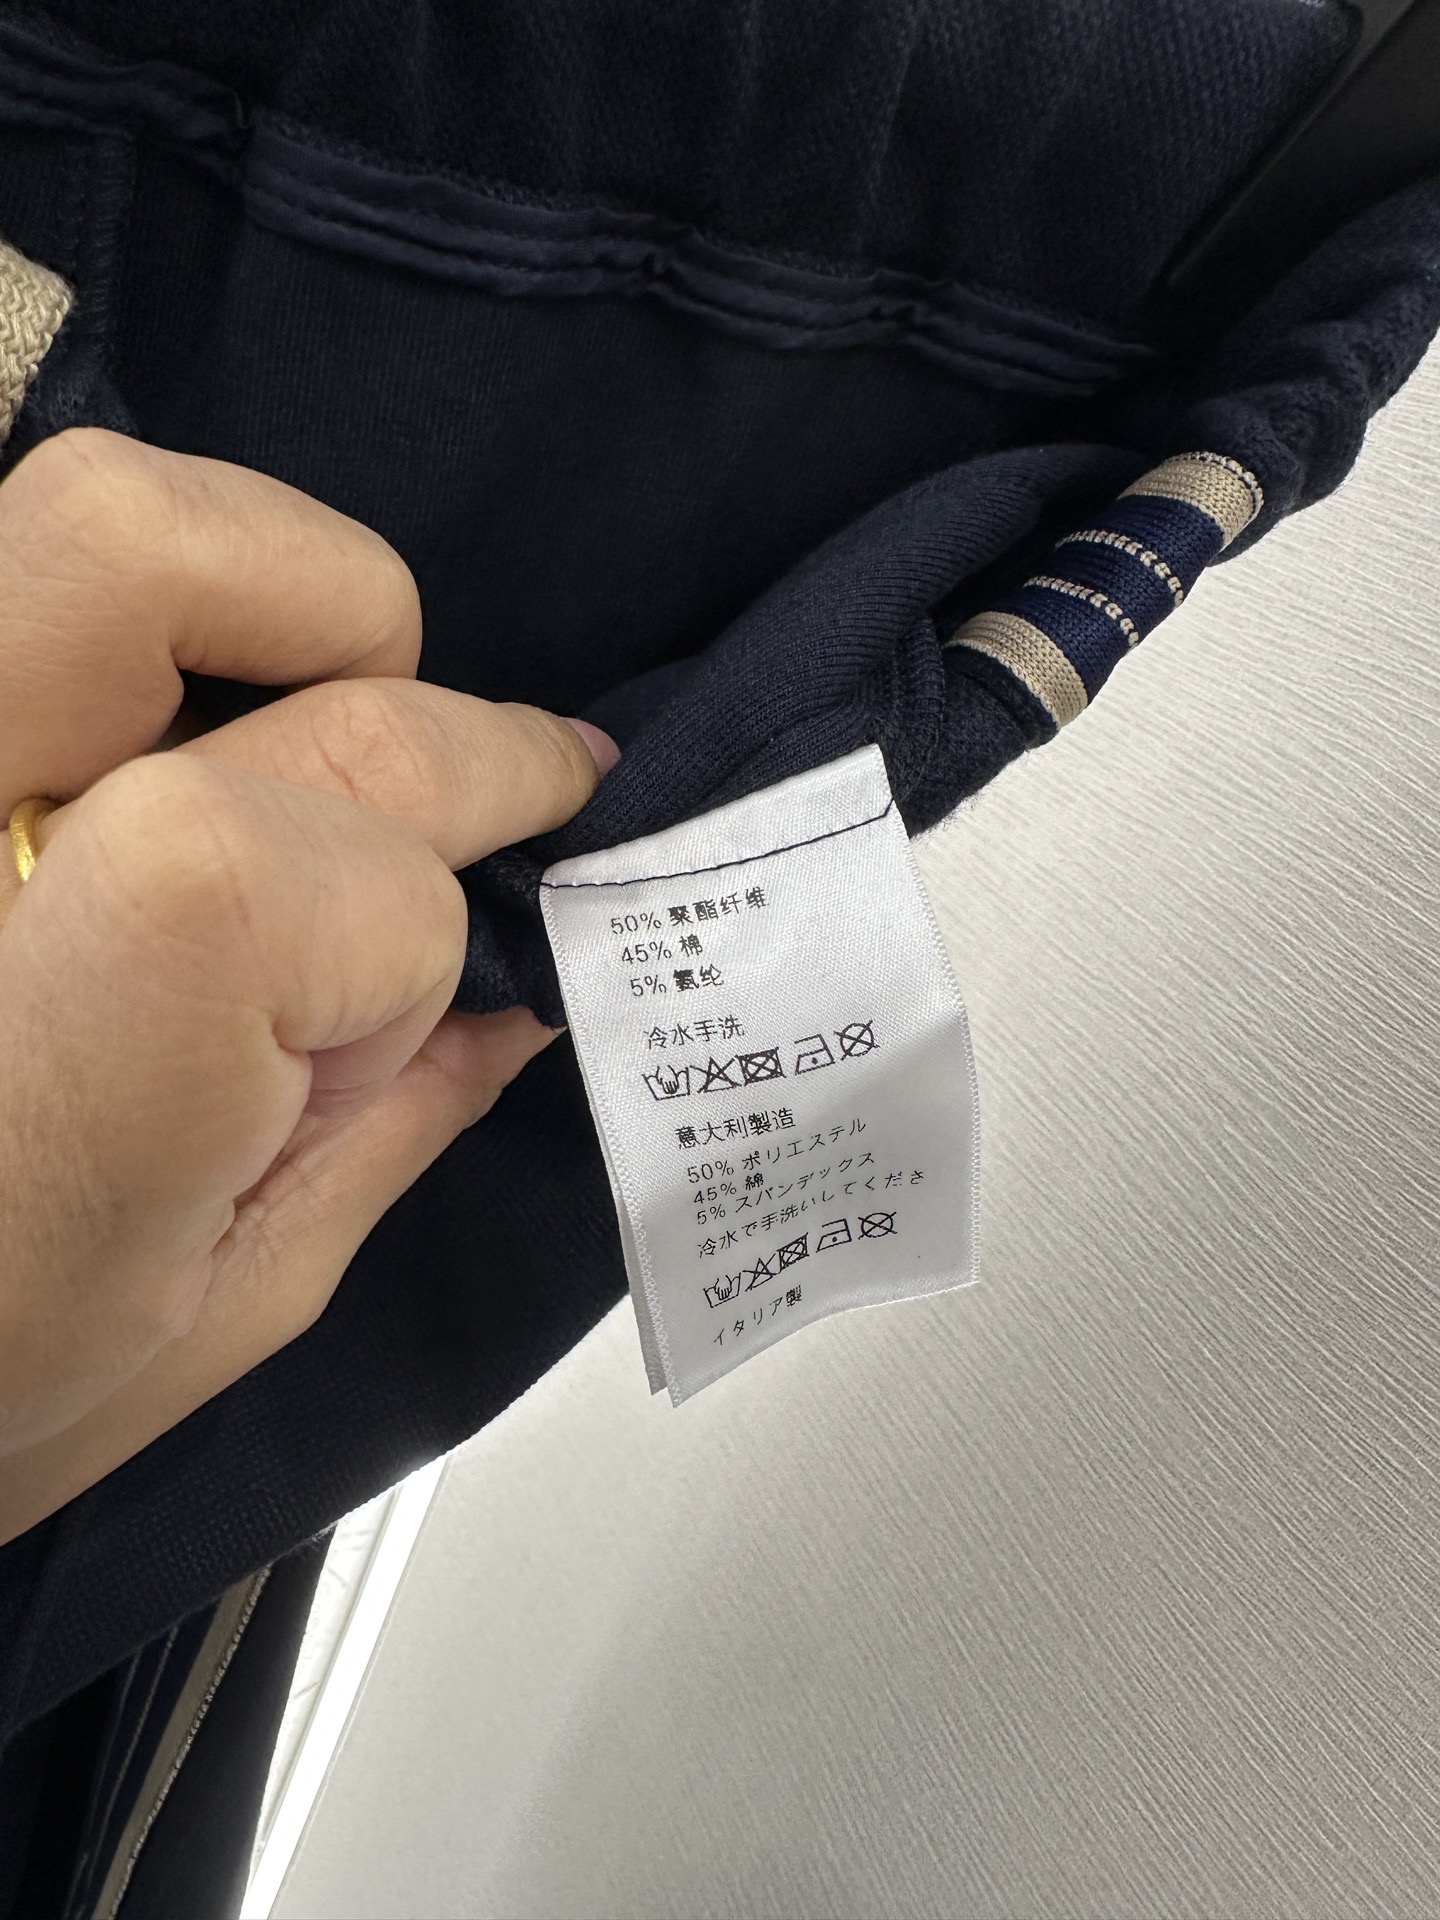 50% 聚酯纤维
45% 棉
5% 氨纶
冷水手洗
意大利製造
50% ポリエステル
45% 綿
5% スパンデックス
冷水で手洗いしてくださ
イタリア製